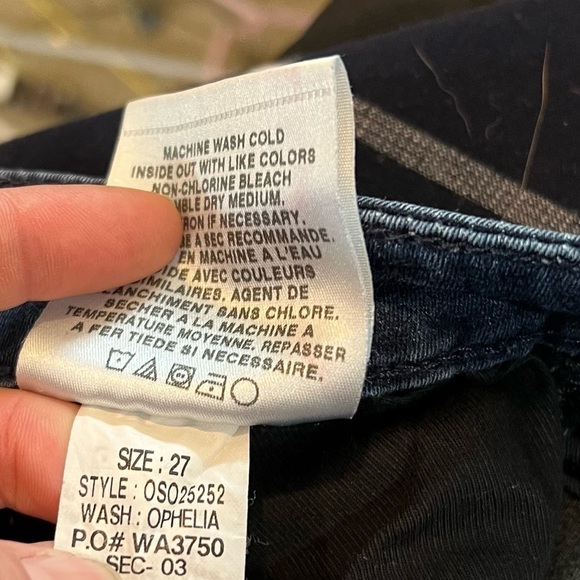 MACHINE WASH COLD
INSIDE OUT WITH LIKE COLORS
NON-CHLORINE BLEACH
DRY MEDIUM.
IF NECESSARY.
A SEC RECOMMANDE.
EN MACHINE A L'EAU
AVEC COULEURS
SIMILAIRES. AGENT DE
BLANCHIMENT SANS CHLORE.
SECHER A LA MACHINE A
TEMPERATURE MOYENNE. REPASSER
A FER TIEDE SI NECESSAIRE.
SIZE : 27
STYLE : OSO25252
WASH : OPHELIA
P.O# WA3750
SEC- 03